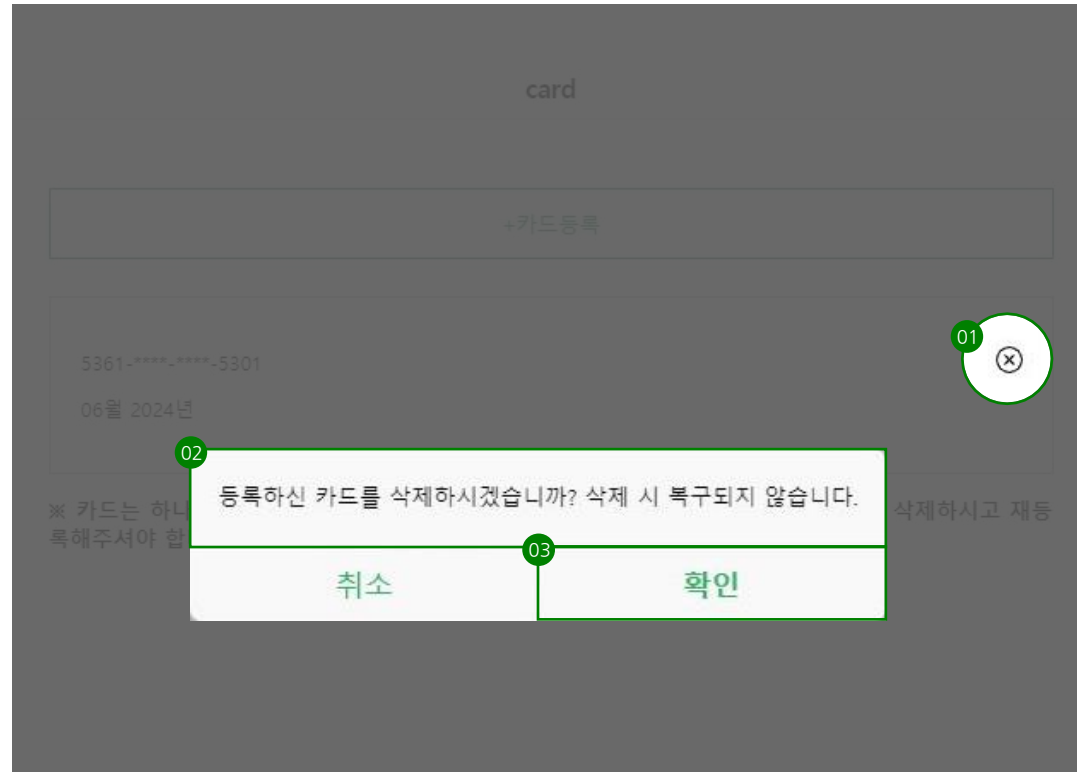 card
+카드등록
01
5361-****-****-5301
06월 2024년
02
등록하신 카드를 삭제하시겠습니까? 삭제 시 복구되지 않습니다.
※ 카드는 하나 삭제하시고 재등
록해주셔야 합
03
취소 확인